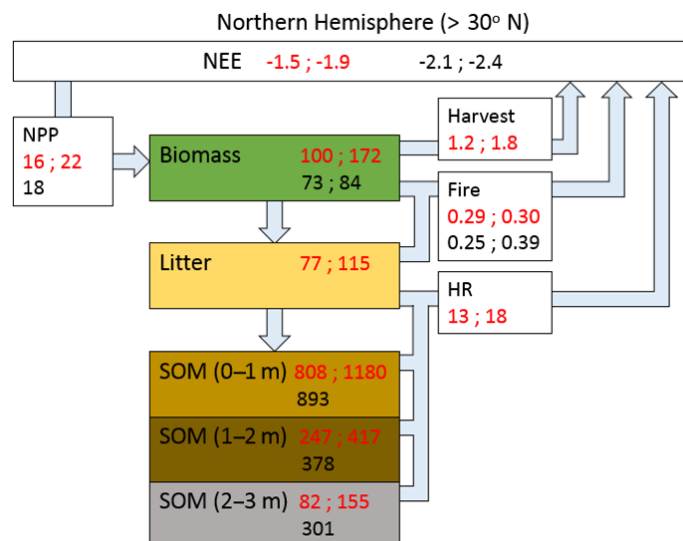 Northern Hemisphere (> 30° N)
NEE -1.5 ; -1.9 -2.1 ; -2.4
NPP
16 ; 22
18
Biomass 100 ; 172
73 ; 84
Harvest
1.2 ; 1.8
Fire
0.29 ; 0.30
0.25 ; 0.39
Litter 77 ; 115
HR
13 ; 18
SOM (0–1 m) 808 ; 1180
893
SOM (1–2 m) 247 ; 417
378
SOM (2–3 m) 82 ; 155
301